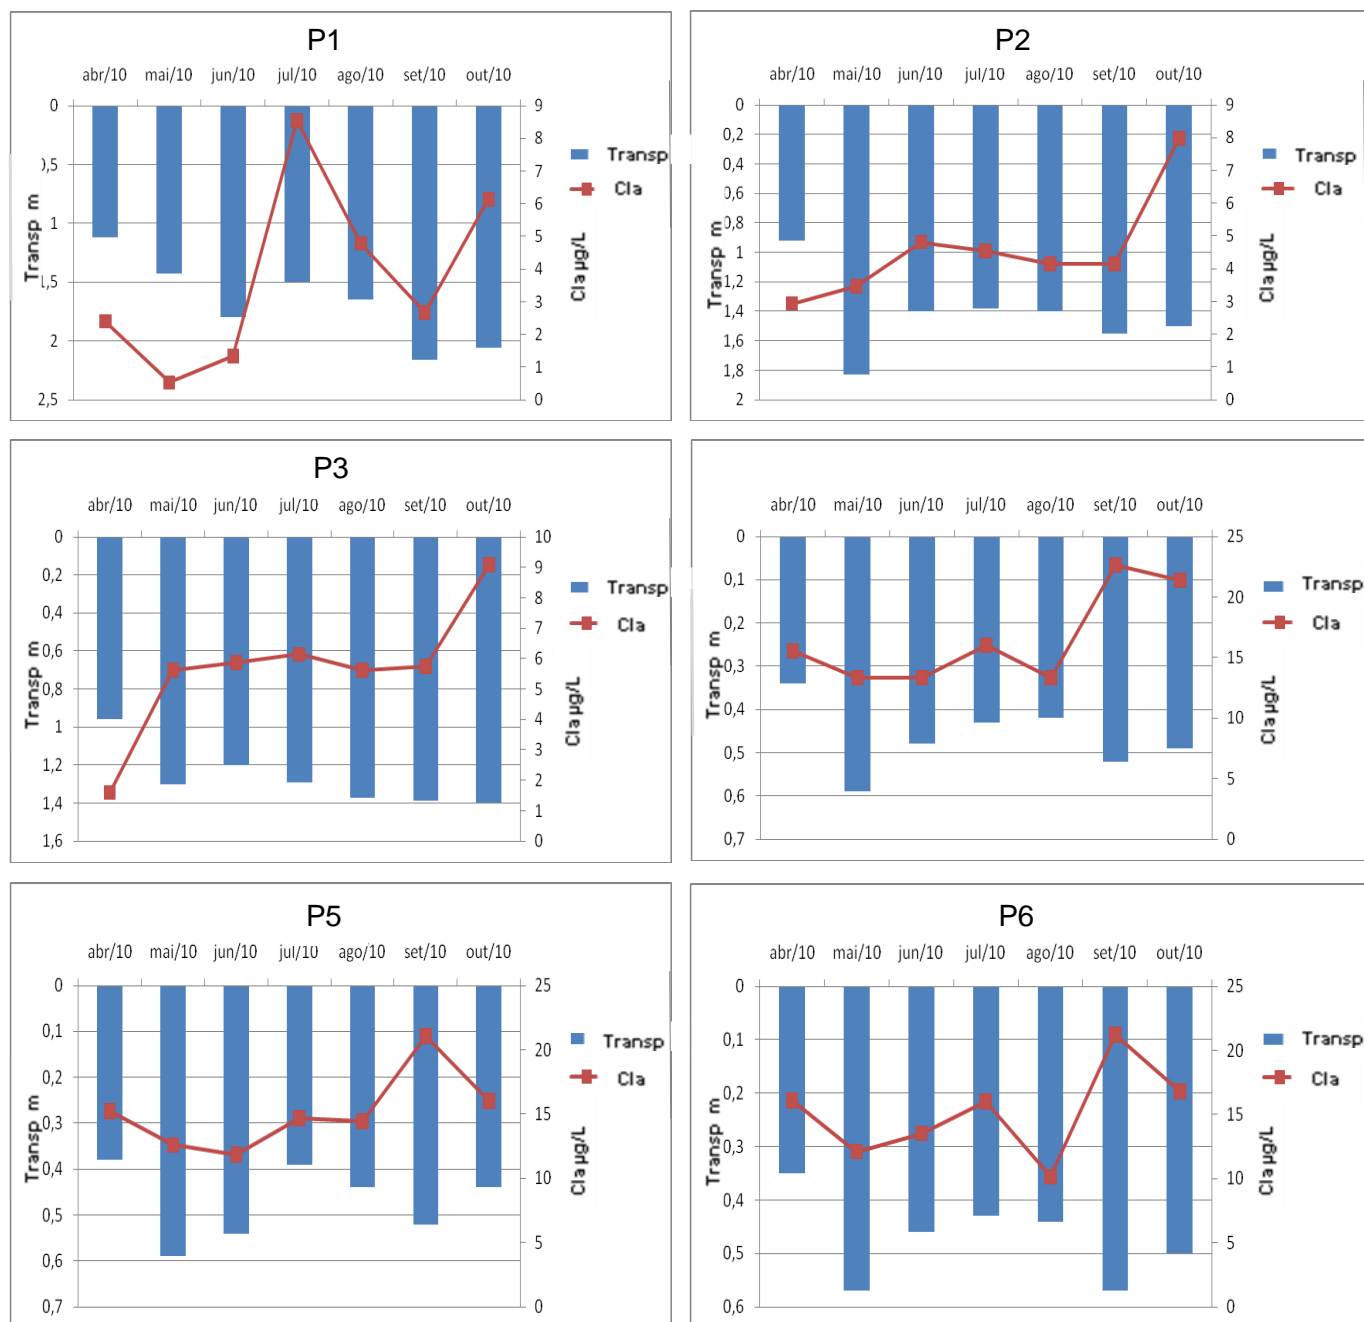 P1
abr/10 mai/10 jun/10 jul/10 ago/10 set/10 out/10
0
,5
1
1,5
2
2,5
Transp m
9
8
7
6
5
4
3
2
1
0
Cla µg/L
Transp
Cla
P2
abr/10 mai/10 jun/10 jul/10 ago/10 set/10 out/10
0
0,2
0,4
0,6
0,8
1
1,2
1,4
1,6
1,8
2
Transp m
9
8
7
6
5
4
3
2
1
0
Cla µg/L
Transp
Cla
P3
abr/10 mai/10 jun/10 jul/10 ago/10 set/10 out/10
0
0,2
0,4
0,6
0,8
1
1,2
1,4
1,6
Transp m
10
9
8
7
6
5
4
3
2
1
0
Cla µg/L
Transp
Cla
abr/10 mai/10 jun/10 jul/10 ago/10 set/10 out/10
0
0,1
0,2
0,3
0,4
0,5
0,6
0,7
Transp m
25
20
15
10
5
0
Cla µg/L
Transp
Cla
P5
abr/10 mai/10 jun/10 jul/10 ago/10 set/10 out/10
0
0,1
0,2
0,3
0,4
0,5
0,6
0,7
Transp m
25
20
15
10
5
0
Cla µg/L
Transp
Cla
P6
abr/10 mai/10 jun/10 jul/10 ago/10 set/10 out/10
0
0,1
0,2
0,3
0,4
0,5
0,6
Transp m
25
20
15
10
5
0
Cla µg/L
Transp
Cla